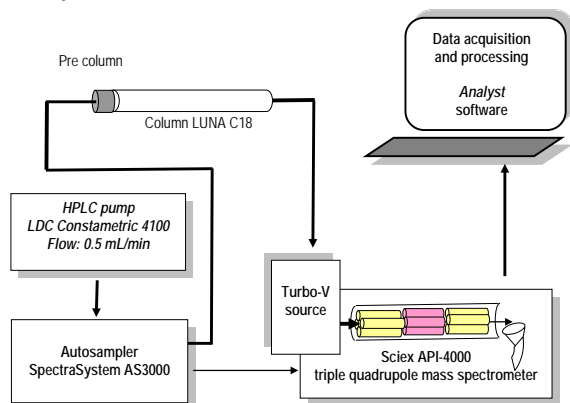 Pre column
Column LUNA C18
Data acquisition
and processing
Analyst
software
HPLC pump
LDC Constametric 4100
Flow: 0.5 mL/min
Turbo-V
source
Autosampler
SpectraSystem AS3000
Sciex API-4000
triple quadrupole mass spectrometer